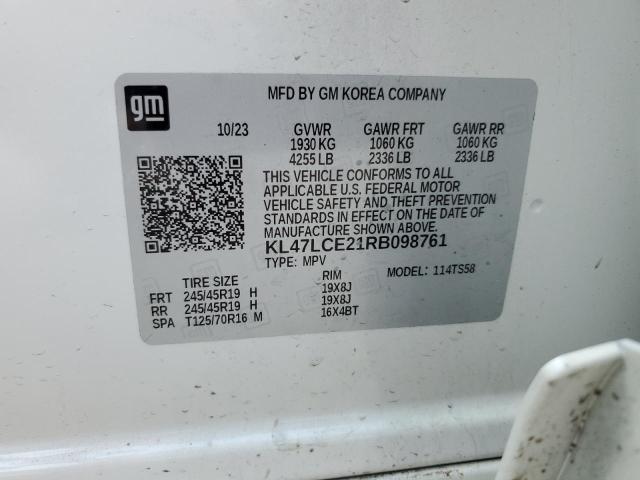 gm
MFD BY GM KOREA COMPANY
10/23 GVWR GAWR FRT GAWR RR
1930 KG 1060 KG 1060 KG
4255 LB 2336 LB 2336 LB
THIS VEHICLE CONFORMS TO ALL
APPLICABLE U.S. FEDERAL MOTOR
VEHICLE SAFETY AND THEFT PREVENTION
STANDARDS IN EFFECT ON THE DATE OF
MANUFACTURE SHOWN ABOVE.
KL47LCE21RB098761
TYPE: MPV MODEL: 114TS58
TIRE SIZE RIM
FRT 245/45R19 H 19X8J
RR 245/45R19 H 19X8J
SPA T125/70R16 M 16X4BT